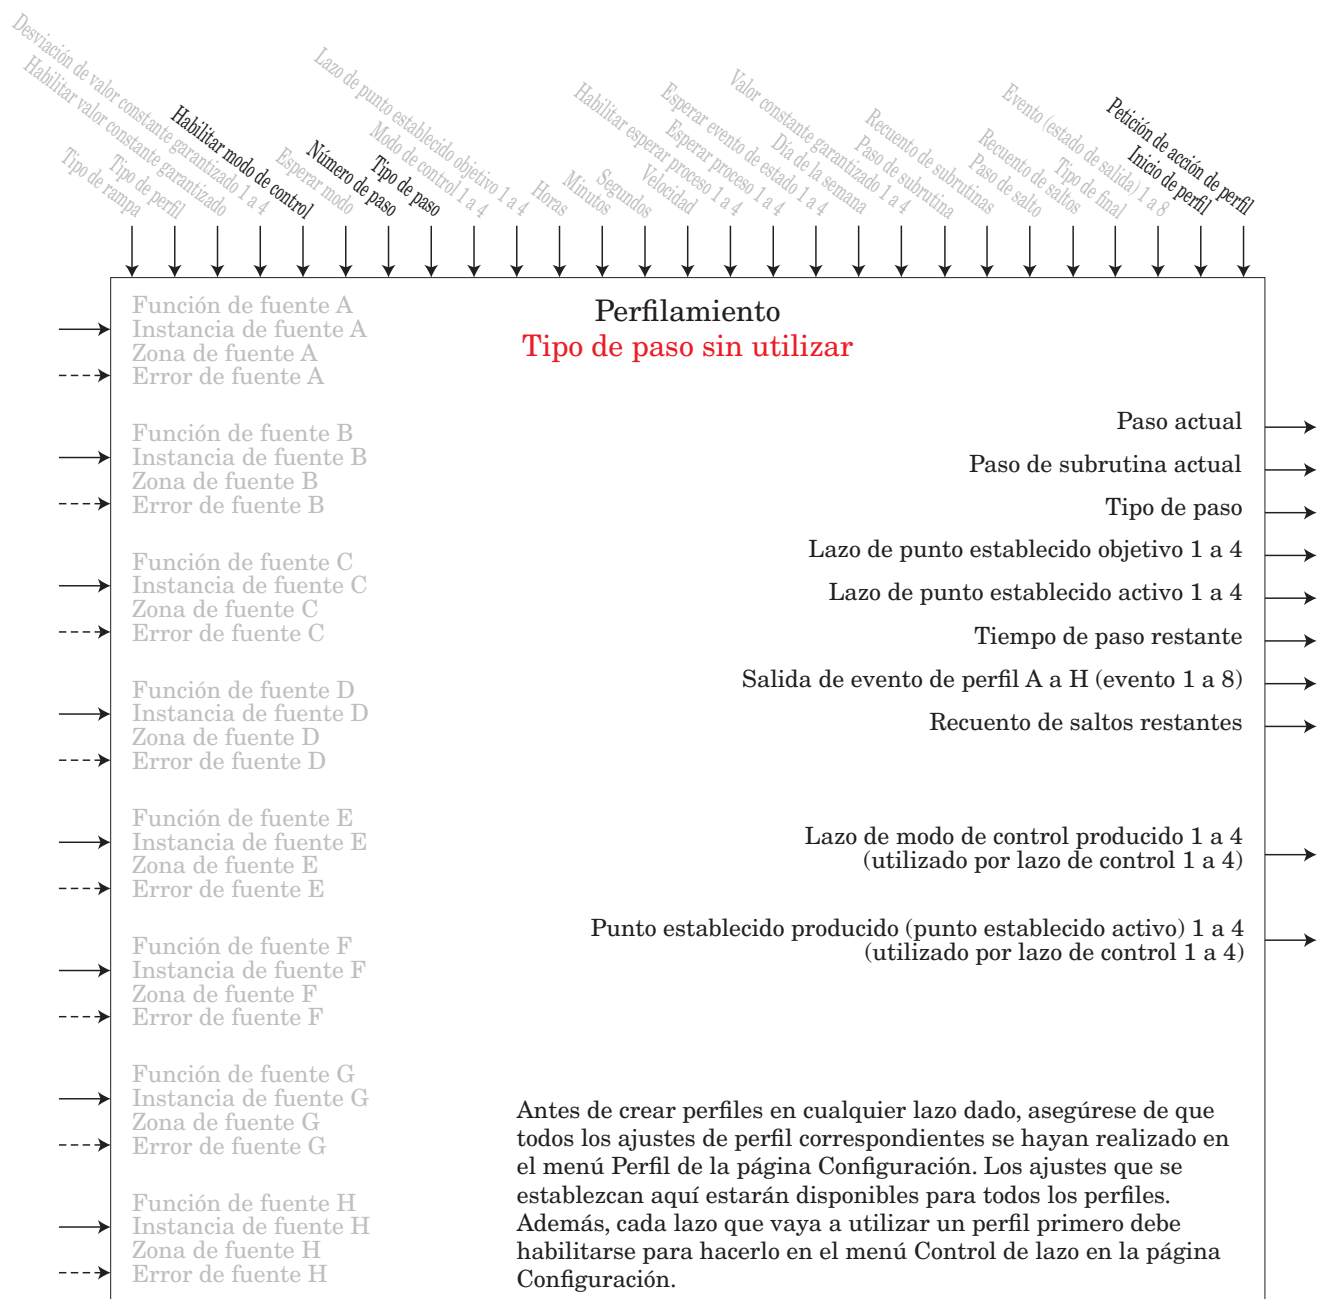 Desviación de valor constante garantizado 1 a 4
Habilitar valor constante garantizado
Tipo de rampa
Tipo de perfil
Habilitar modo de control
Esperar modo
Número de paso
Tipo de paso
Lazo de punto establecido objetivo 1 a 4
Modo de control 1 a 4
Horas
Minutos
Segundos
Velocidad
Habilitar esperar proceso 1 a 4
Esperar proceso 1 a 4
Esperar evento de estado 1 a 4
Día de la semana
Valor constante garantizado 1 a 4
Paso de subrutina
Recuento de subrutinas
Paso de salto
Recuento de saltos
Tipo de final
Evento (estado de salida) 1 a 8
Inicio de perfil
Petición de acción de perfil
Perfilamiento
Tipo de paso sin utilizar
Función de fuente A
Instancia de fuente A
Zona de fuente A
Error de fuente A
Función de fuente B
Instancia de fuente B
Zona de fuente B
Error de fuente B
Función de fuente C
Instancia de fuente C
Zona de fuente C
Error de fuente C
Función de fuente D
Instancia de fuente D
Zona de fuente D
Error de fuente D
Función de fuente E
Instancia de fuente E
Zona de fuente E
Error de fuente E
Función de fuente F
Instancia de fuente F
Zona de fuente F
Error de fuente F
Función de fuente G
Instancia de fuente G
Zona de fuente G
Error de fuente G
Función de fuente H
Instancia de fuente H
Zona de fuente H
Error de fuente H
Paso actual
Paso de subrutina actual
Tipo de paso
Lazo de punto establecido objetivo 1 a 4
Lazo de punto establecido activo 1 a 4
Tiempo de paso restante
Salida de evento de perfil A a H (evento 1 a 8)
Recuento de saltos restantes
Lazo de modo de control producido 1 a 4
(utilizado por lazo de control 1 a 4)
Punto establecido producido (punto establecido activo) 1 a 4
(utilizado por lazo de control 1 a 4)
Antes de crear perfiles en cualquier lazo dado, asegúrese de que
todos los ajustes de perfil correspondientes se hayan realizado en
el menú Perfil de la página Configuración. Los ajustes que se
establezcan aquí estarán disponibles para todos los perfiles.
Además, cada lazo que vaya a utilizar un perfil primero debe
habilitarse para hacerlo en el menú Control de lazo en la página
Configuración.